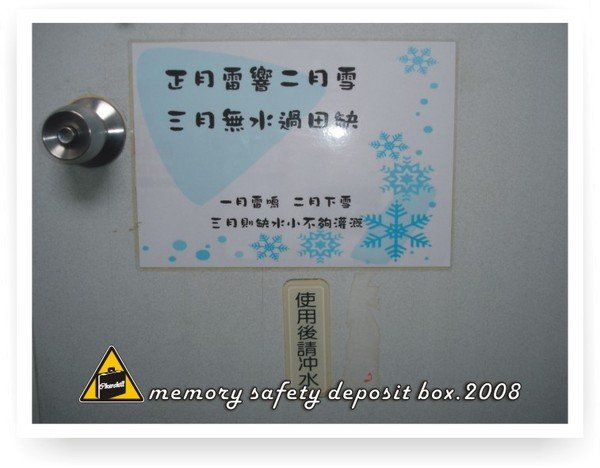 正月雷響二月雪
三月無水過田缺
一月雷鳴 二月下雪
三月則缺水小不夠灌溉
使用後請冲水
memory safety deposit box.2008